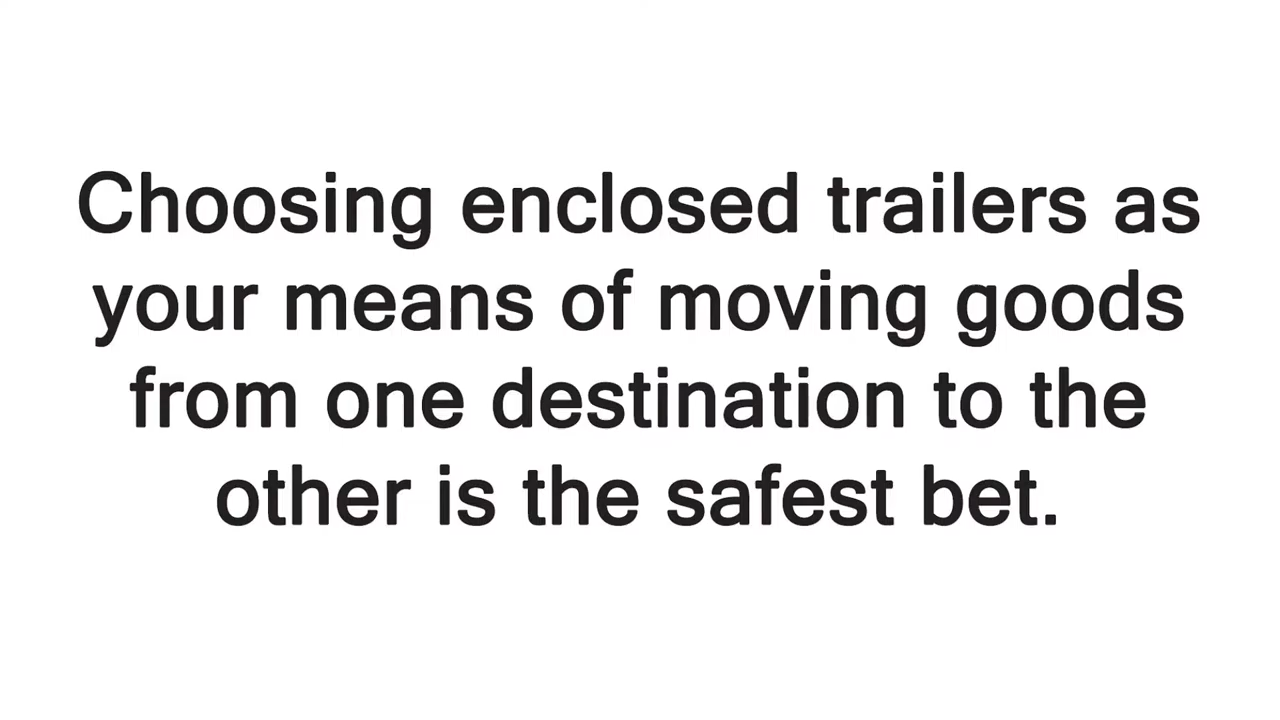 Choosing enclosed trailers as
your means of moving goods
from one destination to the
other is the safest bet.